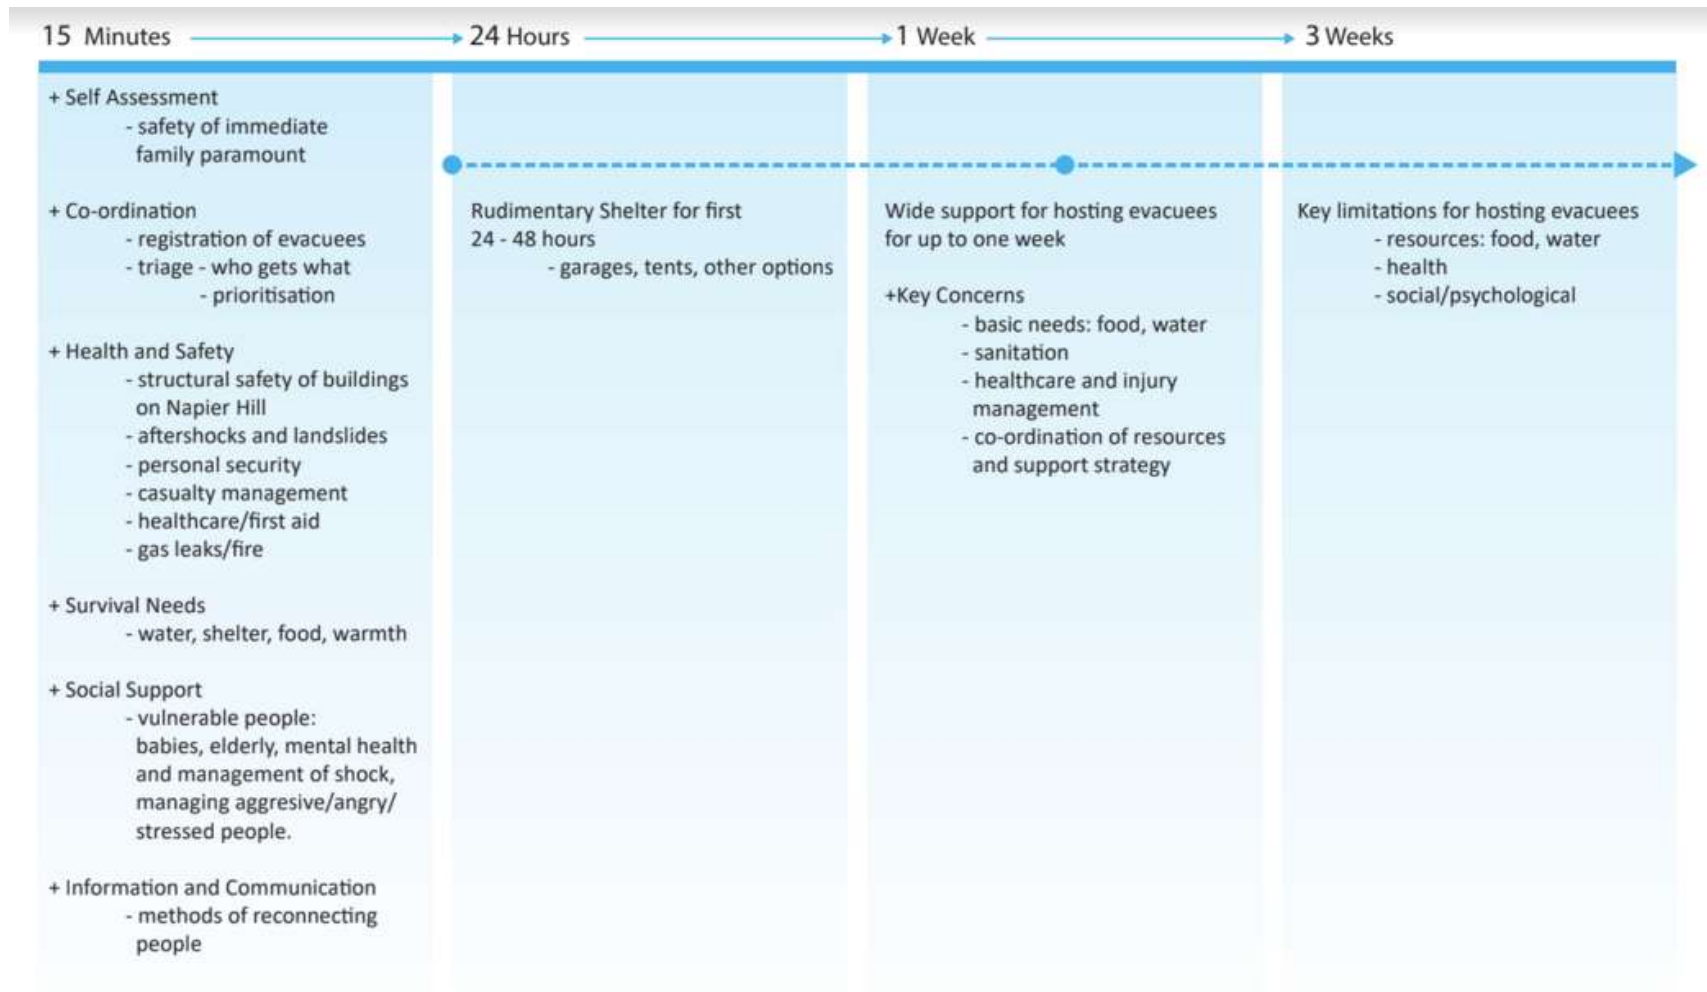 15 Minutes
24 Hours
1 Week
3 Weeks
+ Self Assessment
- safety of immediate
family paramount
+ Co-ordination
- registration of evacuees
- triage - who gets what
- prioritisation
+ Health and Safety
- structural safety of buildings
on Napier Hill
- aftershocks and landslides
- personal security
- casualty management
- healthcare/first aid
- gas leaks/fire
+ Survival Needs
- water, shelter, food, warmth
+ Social Support
- vulnerable people:
babies, elderly, mental health
and management of shock,
managing aggresive/angry/
stressed people.
+ Information and Communication
- methods of reconnecting
people
Rudimentary Shelter for first
24 - 48 hours
- garages, tents, other options
Wide support for hosting evacuees
for up to one week
+Key Concerns
- basic needs: food, water
- sanitation
- healthcare and injury
management
- co-ordination of resources
and support strategy
Key limitations for hosting evacuees
- resources: food, water
- health
- social/psychological